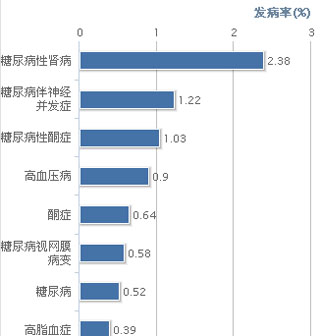 发病率(%)
0 1 2 3
糖尿病性肾病 2.38
糖尿病伴神经
并发症 1.22
糖尿病性酮症 1.03
高血压病 0.9
酮症 0.64
糖尿病视网膜
病变 0.58
糖尿病 0.52
高脂血症 0.39